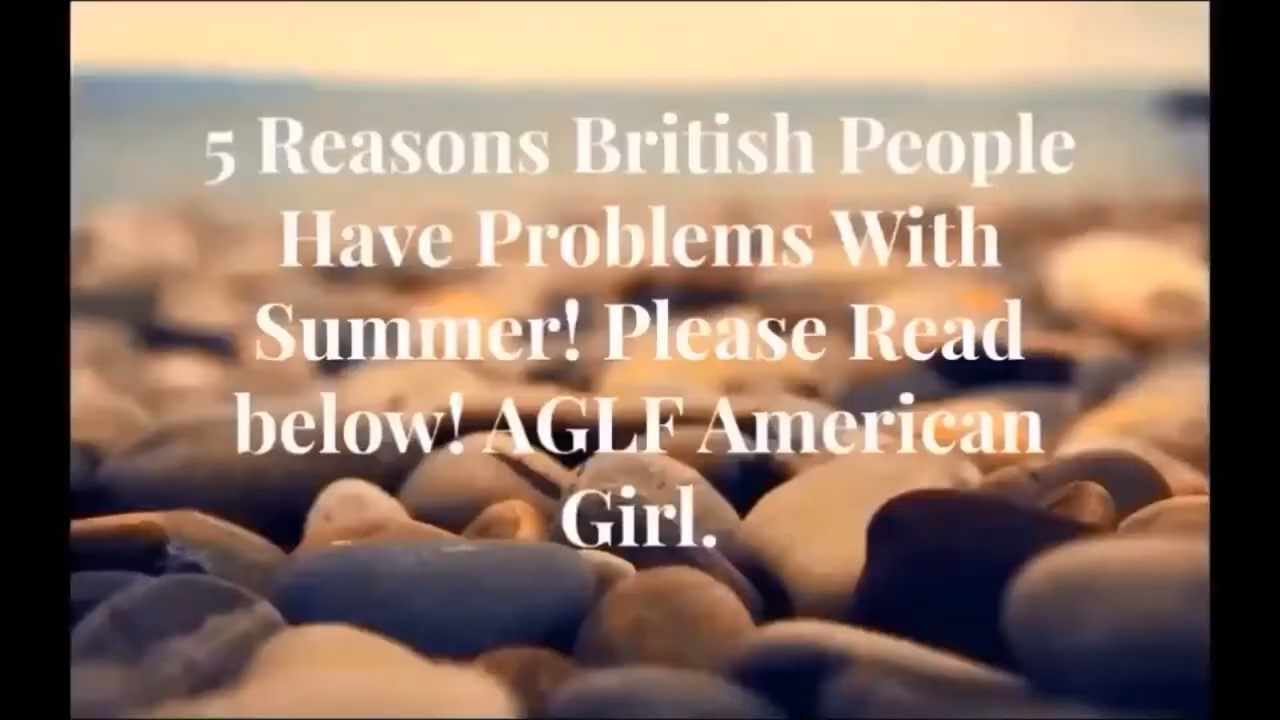 5 Reasons British People
Have Problems With
Summer! Please Read
below! AGLF American
Girl.